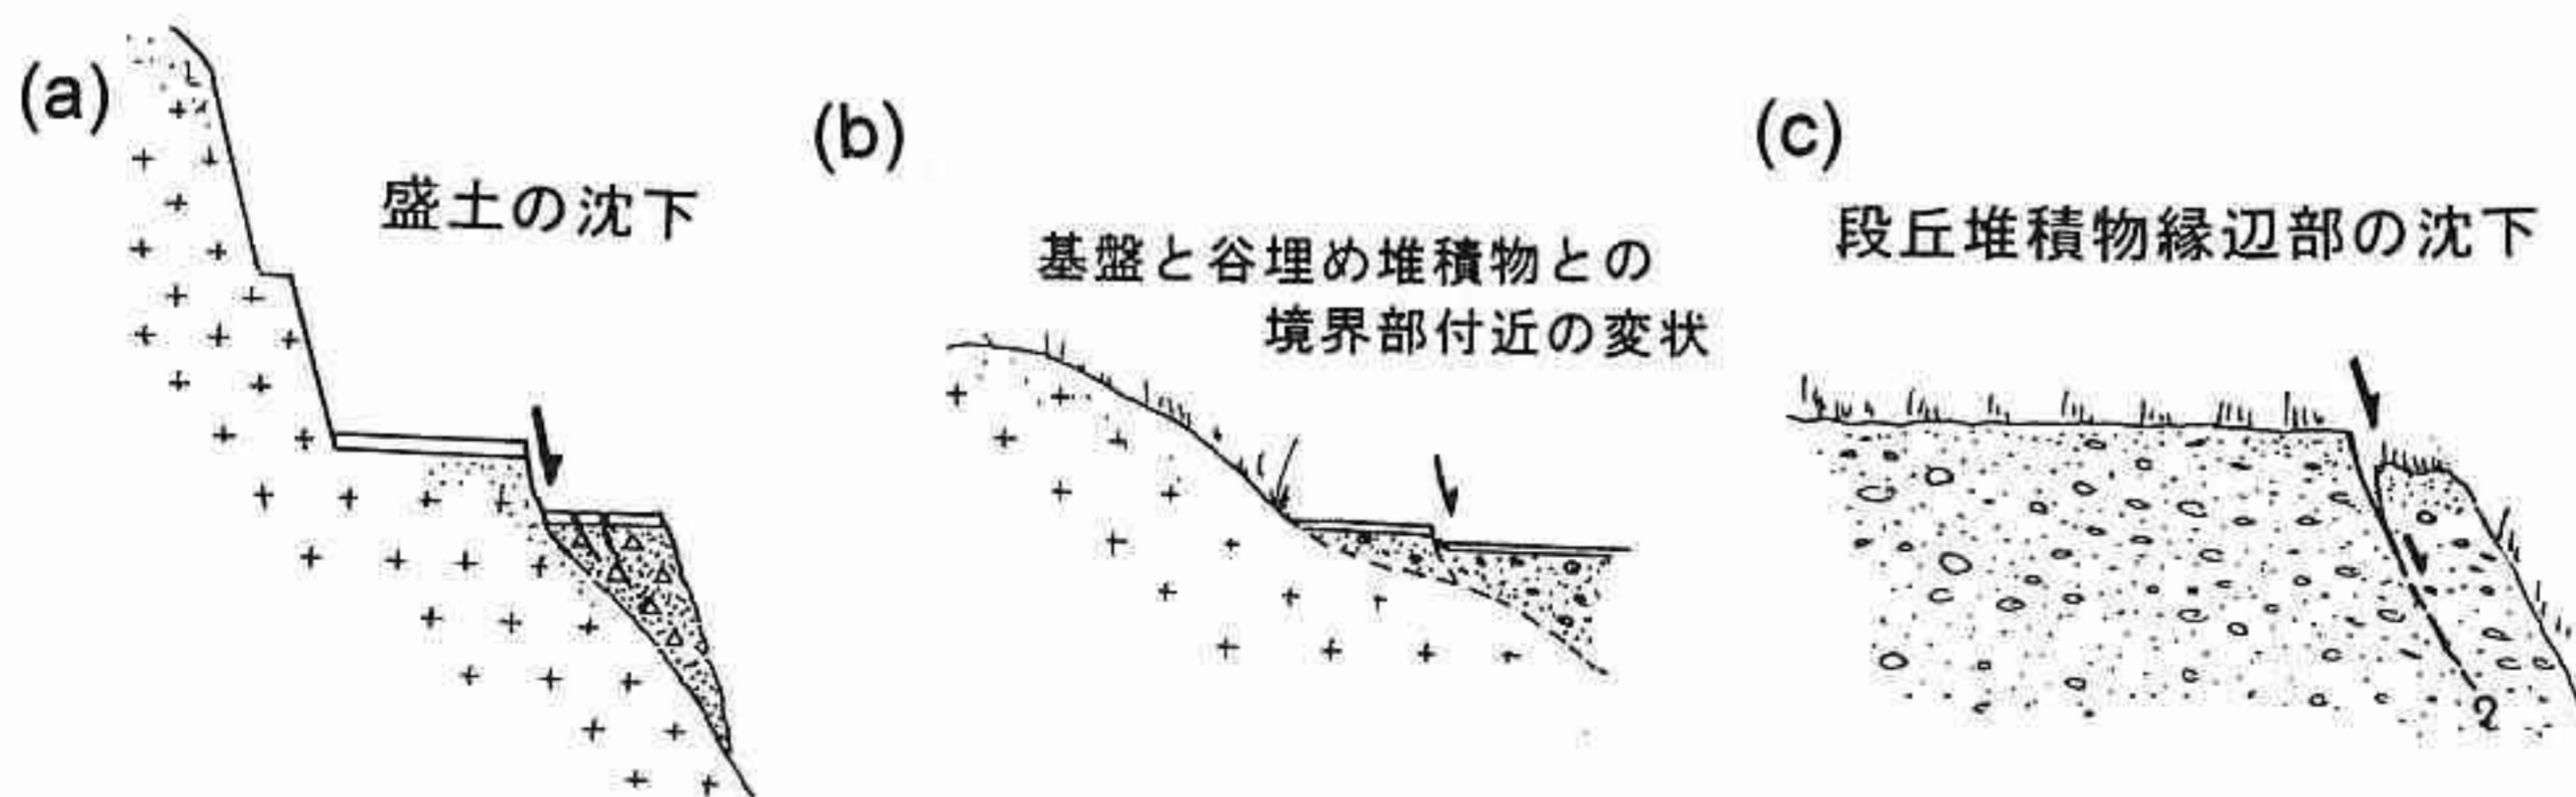 (a)
盛土の沈下
(b)
基盤と谷埋め堆積物との
境界部付近の変状
(c)
段丘堆積物縁辺部の沈下
?